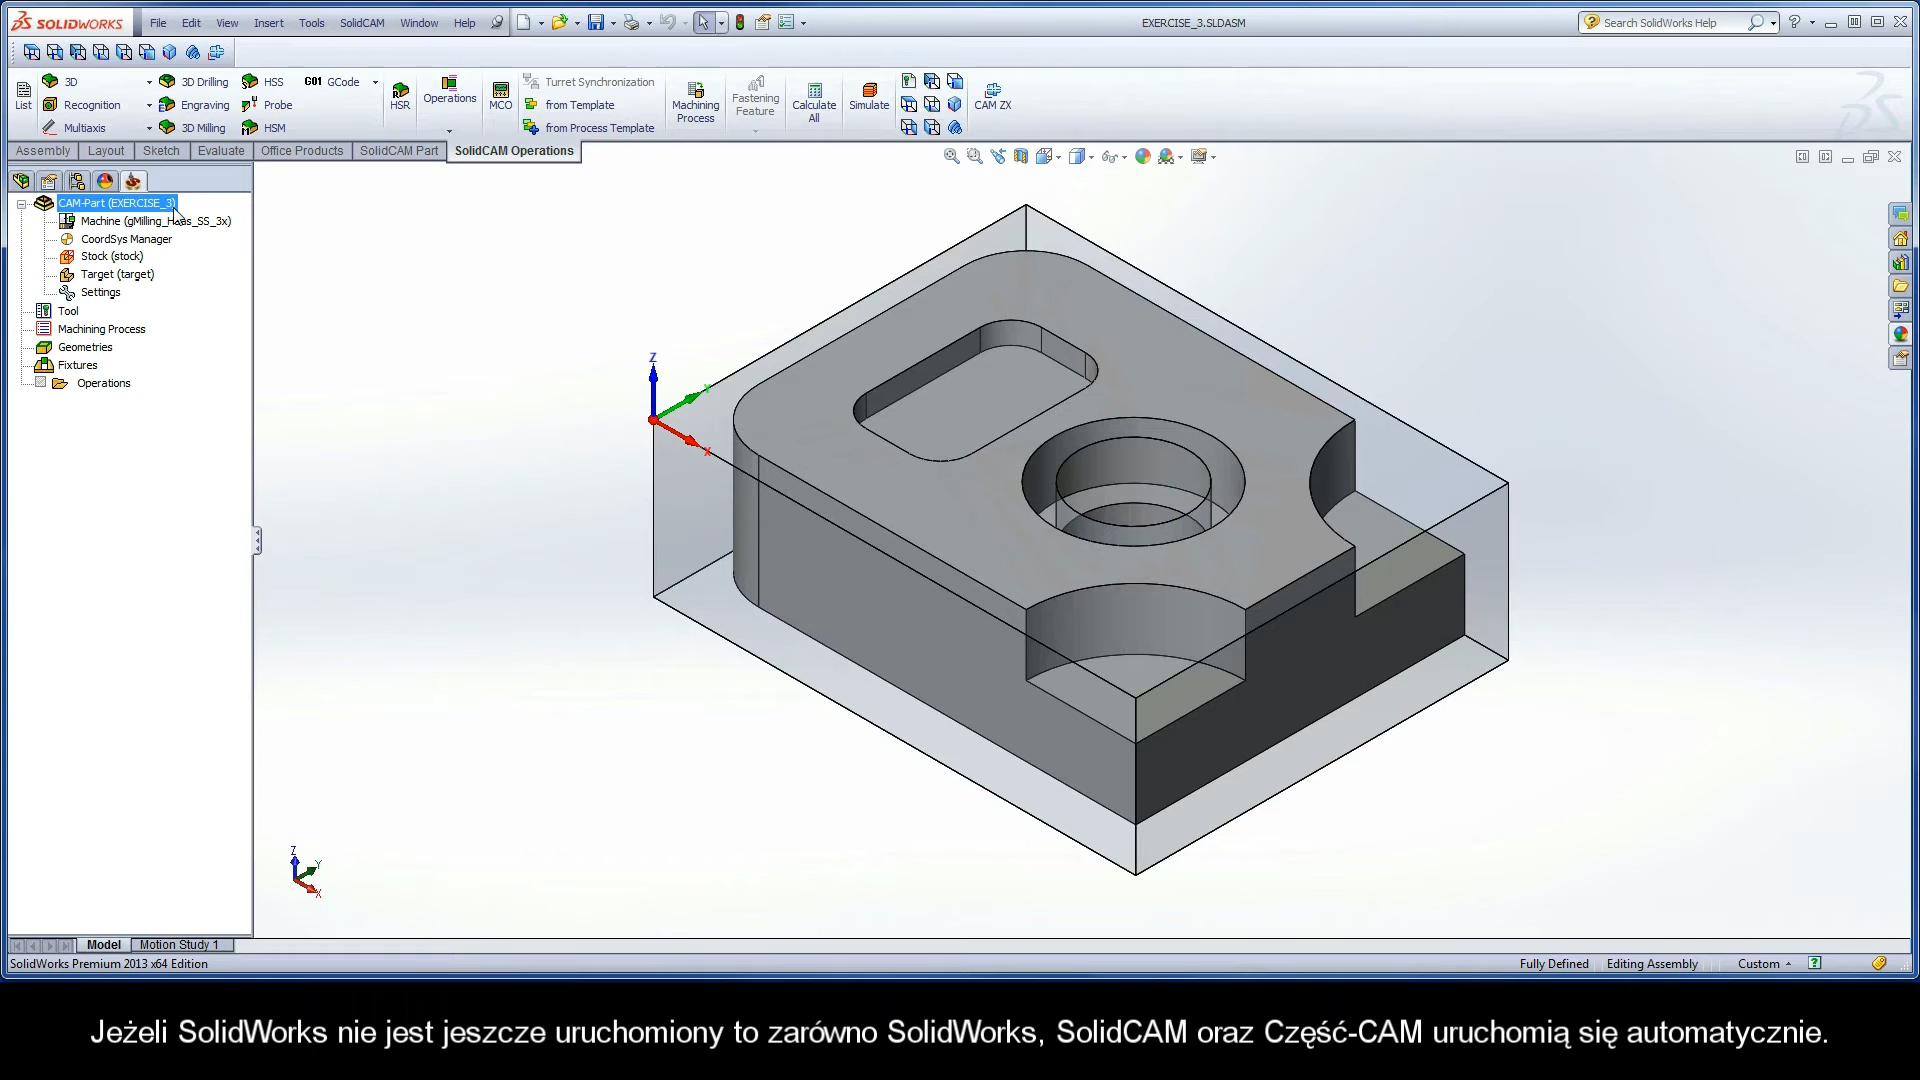 SOLIDWORKS File Edit View Insert Tools SolidCAM Window Help EXERCISE_3.SLDASM Search SolidWorks Help
3D 3D Drilling HSS G01 GCode
Recognition Engraving Probe
Multiaxis 3D Milling HSM
List HSR Operations MCO
Turret Synchronization
from Template
from Process Template
Machining Process
Fastening Feature
Calculate All
Simulate
CAM ZX
Assembly Layout Sketch Evaluate Office Products SolidCAM Part SolidCAM Operations
CAM-Part (EXERCISE_3)
Machine (gMilling_Haas_SS_3x)
CoordSys Manager
Stock (stock)
Target (target)
Settings
Tool
Machining Process
Geometries
Fixtures
Operations
Z
X
Z
Y
X
Model Motion Study 1
SolidWorks Premium 2013 x64 Edition Fully Defined Editing Assembly Custom
Jeżeli SolidWorks nie jest jeszcze uruchomiony to zarówno SolidWorks, SolidCAM oraz Część-CAM uruchomią się automatycznie.